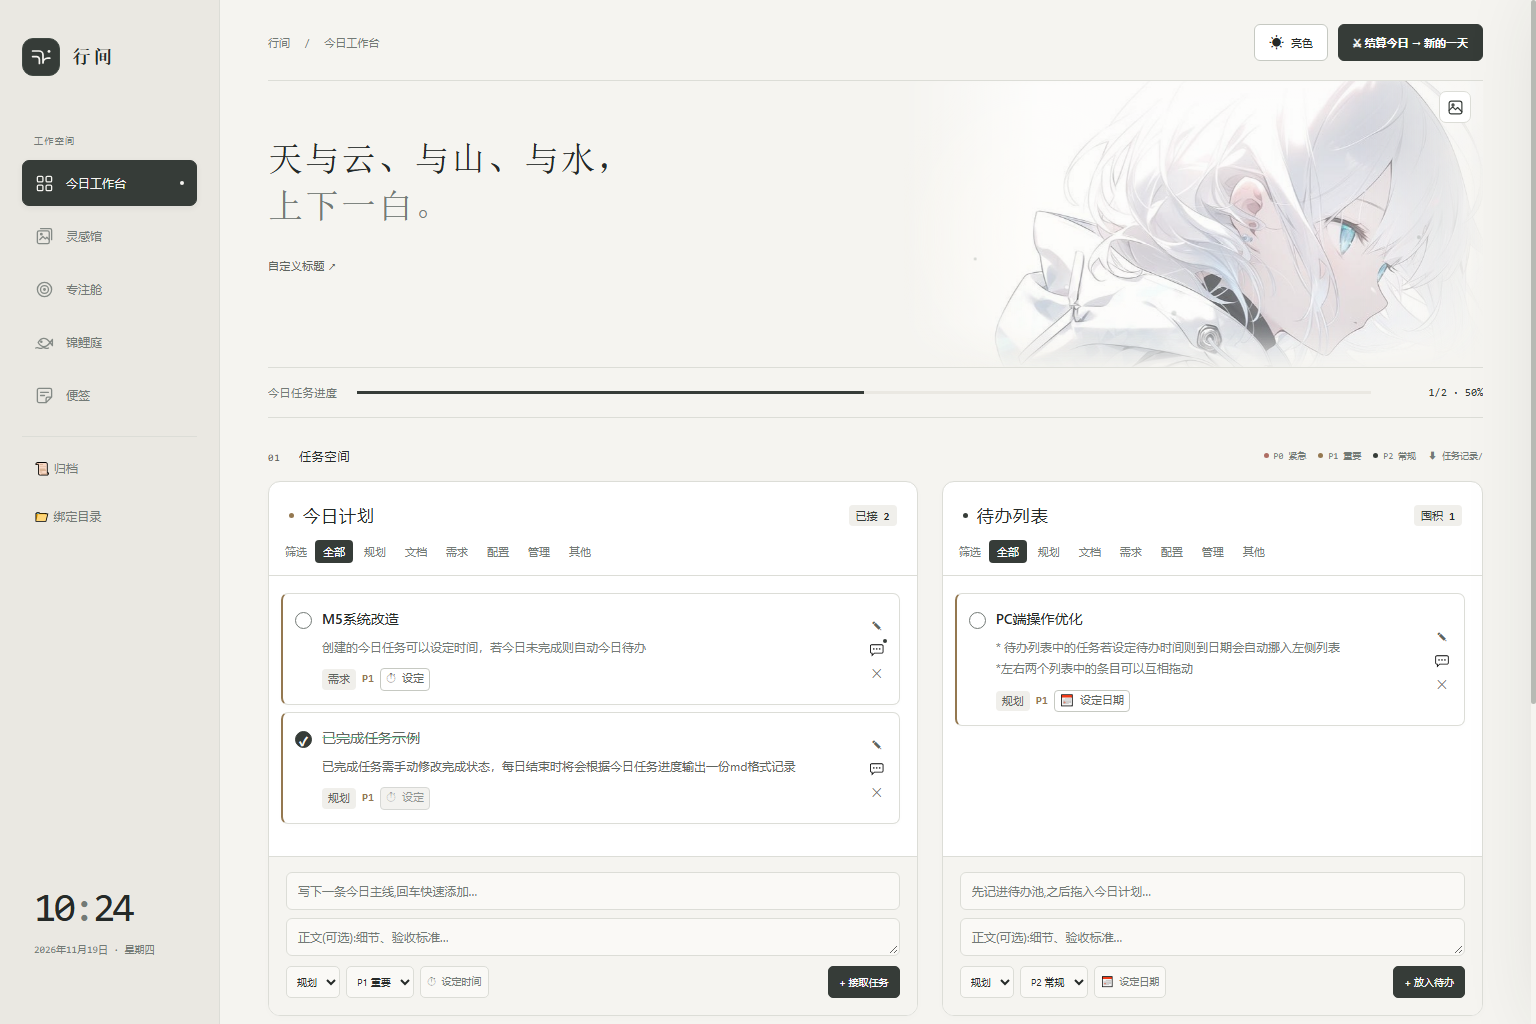 行间
工作空间
今日工作台
灵感馆
专注舱
锦鲤庭
便签
归档
绑定目录
10:24
2026年11月19日 · 星期四
行间 / 今日工作台
亮色
结算今日 → 新的一天
天与云、与山、与水，
上下一白。
自定义标题 ↗
今日任务进度
1/2 · 50%
01 任务空间
P0 紧急 P1 重要 P2 常规 任务记录/
今日计划
已接 2
筛选 全部 规划 文档 需求 配置 管理 其他
M5系统改造
创建的今日任务可以设定时间，若今日未完成则自动今日待办
需求 P1 设定
已完成任务示例
已完成任务需手动修改完成状态，每日结束时将会根据今日任务进度输出一份md格式记录
规划 P1 设定
写下一条今日主线,回车快速添加...
正文(可选):细节、验收标准...
规划 P1 重要 设定时间
+ 接取任务
待办列表
囤积 1
筛选 全部 规划 文档 需求 配置 管理 其他
PC端操作优化
* 待办列表中的任务若设定待办时间则到日期会自动挪入左侧列表
*左右两个列表中的条目可以互相拖动
规划 P1 设定日期
先记进待办池,之后拖入今日计划...
正文(可选):细节、验收标准...
规划 P2 常规 设定日期
+ 放入待办